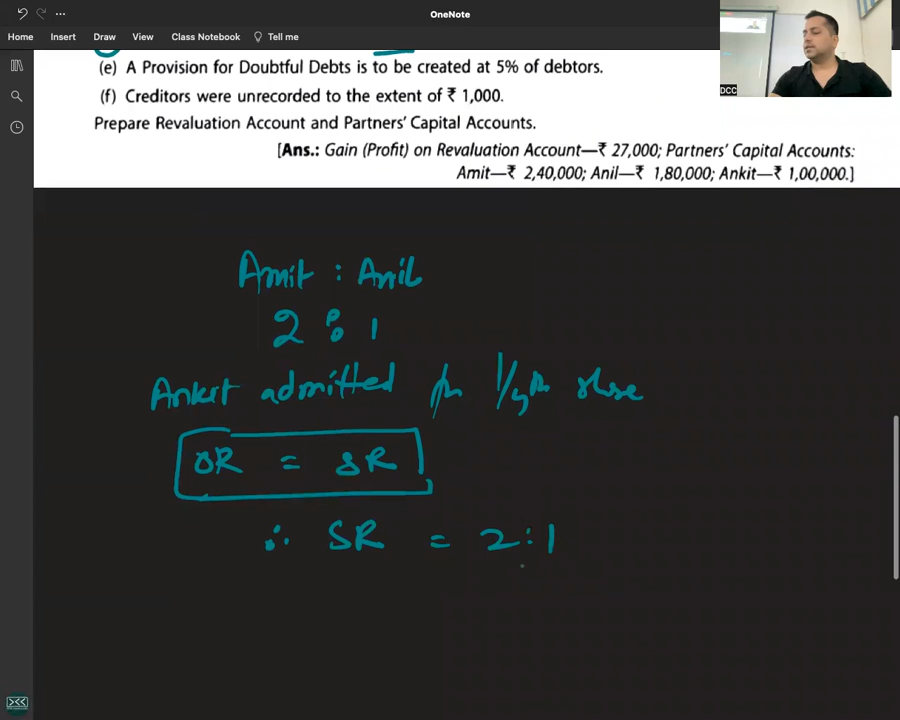 OneNote
Home Insert Draw View Class Notebook Tell me
DCC
(e) A Provision for Doubtful Debts is to be created at 5% of debtors.
(f) Creditors were unrecorded to the extent of ₹ 1,000.
Prepare Revaluation Account and Partners' Capital Accounts.
[Ans.: Gain (Profit) on Revaluation Account—₹ 27,000; Partners' Capital Accounts:
Amit—₹ 2,40,000; Anil—₹ 1,80,000; Ankit—₹ 1,00,000.]
Amit : Anil
2 : 1
Ankit admitted for share
OR = SR
∴ SR = 2:1